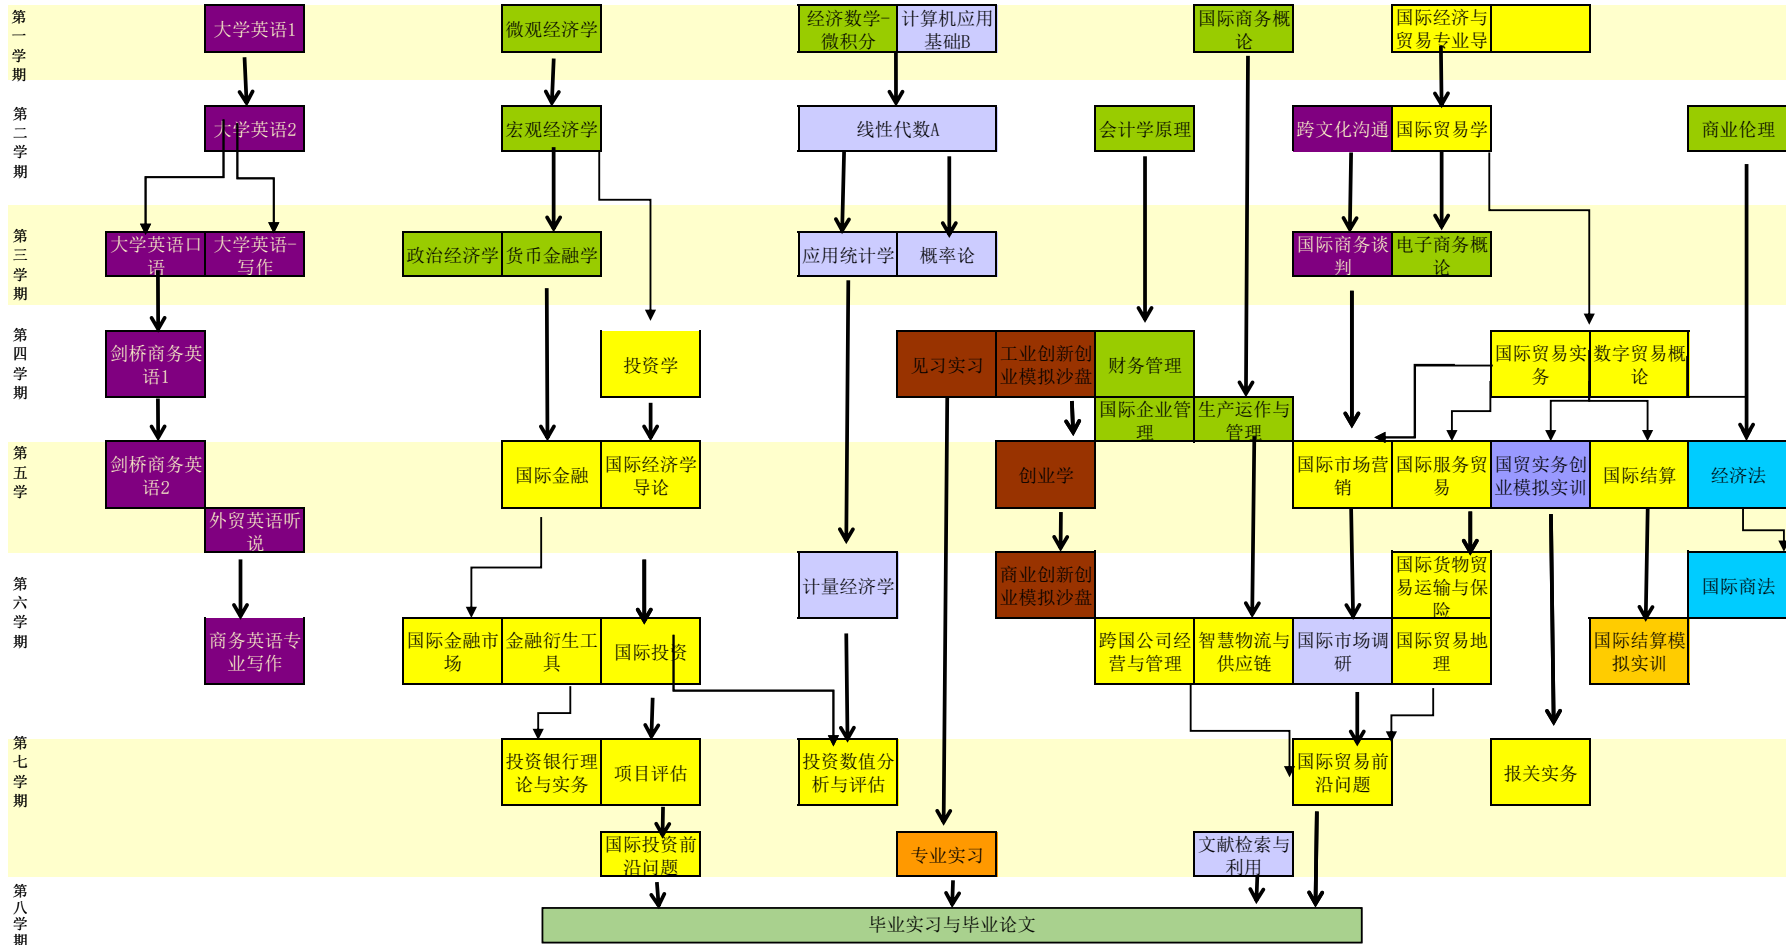 第
一
学
期
大学英语1
微观经济学
经济数学-
微积分
计算机应用
基础B
国际商务概
论
国际经济与
贸易专业导
第
二
学
期
大学英语2
宏观经济学
线性代数A
会计学原理
跨文化沟通
国际贸易学
商业伦理
第
三
学
期
大学英语口
语
大学英语-
写作
政治经济学
货币金融学
应用统计学
概率论
国际商务谈
判
电子商务概
论
第
四
学
期
剑桥商务英
语1
投资学
见习实习
工业创新创
业模拟沙盘
财务管理
国际贸易实
务
数字贸易概
论
国际企业管
理
生产运作与
管理
第
五
学
剑桥商务英
语2
国际金融
国际经济学
导论
创业学
国际市场营
销
国际服务贸
易
国贸实务创
业模拟实训
国际结算
经济法
外贸英语听
说
第
六
学
期
计量经济学
商业创新创
业模拟沙盘
国际货物贸
易运输与保
险
国际商法
商务英语专
业写作
国际金融市
场
金融衍生工
具
国际投资
跨国公司经
营与管理
智慧物流与
供应链
国际市场调
研
国际贸易地
理
国际结算模
拟实训
第
七
学
期
投资银行理
论与实务
项目评估
投资数值分
析与评估
国际贸易前
沿问题
报关实务
国际投资前
沿问题
专业实习
文献检索与
利用
第
八
学
期
毕业实习与毕业论文